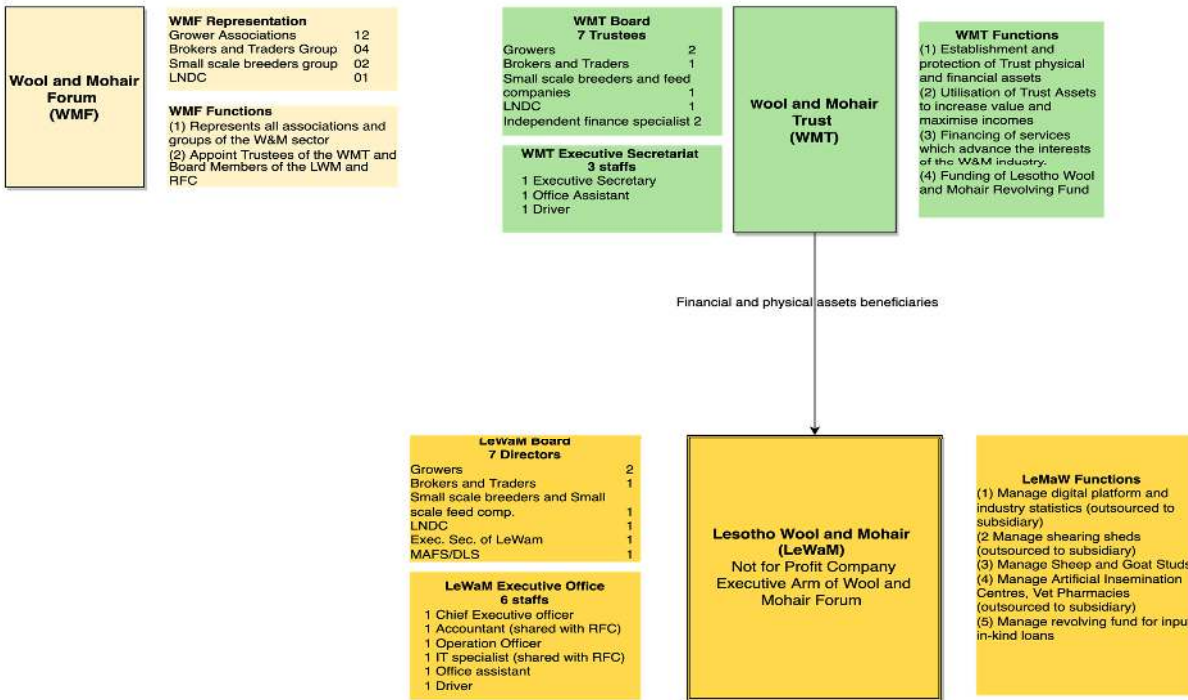 Wool and Mohair
Forum
(WMF)
WMF Representation
Grower Associations 12
Brokers and Traders Group 04
Small scale breeders group 02
LNDC 01
WMF Functions
(1) Represents all associations and
groups of the W&M sector
(2) Appoint Trustees of the WMT and
Board Members of the LWM and
RFC
WMT Board
7 Trustees
Growers 2
Brokers and Traders 1
Small scale breeders and feed
companies 1
LNDC 1
Independent finance specialist 2
WMT Executive Secretariat
3 staffs
1 Executive Secretary
1 Office Assistant
1 Driver
Wool and Mohair
Trust
(WMT)
WMT Functions
(1) Establishment and
protection of Trust physical
and financial assets
(2) Utilisation of Trust Assets
to increase value and
maximise incomes
(3) Financing of services
which advance the interests
of the W&M industry.
(4) Funding of Lesotho Wool
and Mohair Revolving Fund
Financial and physical assets beneficiaries
LeWaM Board
7 Directors
Growers 2
Brokers and Traders 1
Small scale breeders and Small
scale feed comp. 1
LNDC 1
Exec. Sec. of LeWam 1
MAFS/DLS 1
LeWaM Executive Office
6 staffs
1 Chief Executive officer
1 Accountant (shared with RFC)
1 Operation Officer
1 IT specialist (shared with RFC)
1 Office assistant
1 Driver
Lesotho Wool and Mohair
(LeWaM)
Not for Profit Company
Executive Arm of Wool and
Mohair Forum
LeMaW Functions
(1) Manage digital platform and
industry statistics (outsourced to
subsidiary)
(2 Manage shearing sheds
(outsourced to subsidiary)
(3) Manage Sheep and Goat Studs
(4) Manage Artificial Insemination
Centres, Vet Pharmacies
(outsourced to subsidiary)
(5) Manage revolving fund for input
in-kind loans